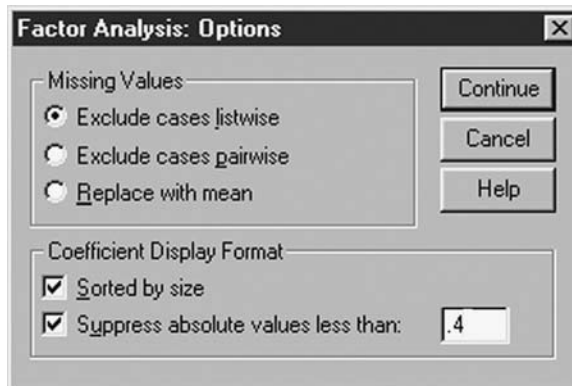 Factor Analysis: Options
Missing Values
Exclude cases listwise
Exclude cases pairwise
Replace with mean
Continue
Cancel
Help
Coefficient Display Format
Sorted by size
Suppress absolute values less than: .4